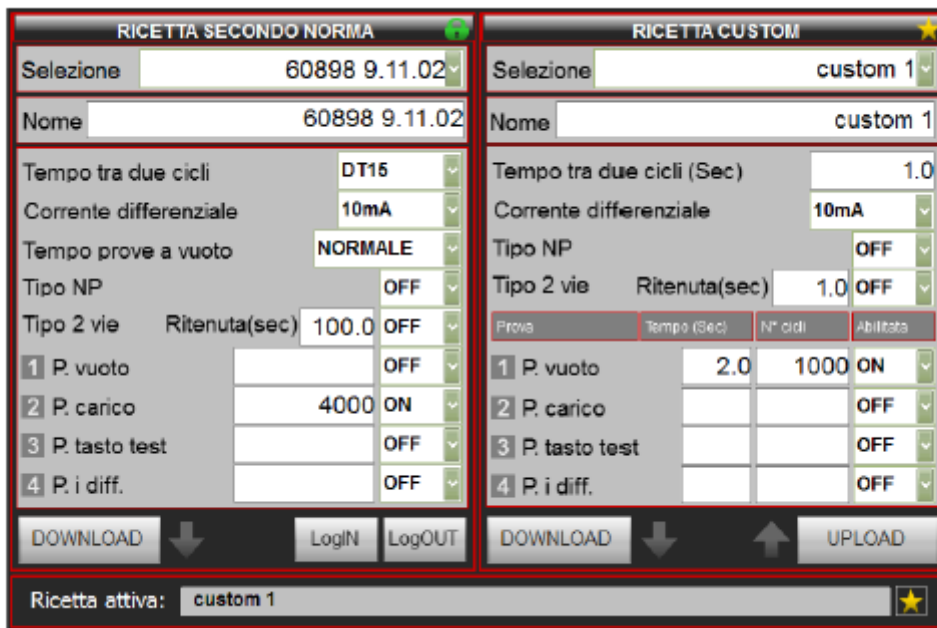 RICETTA SECONDO NORMA
Selezione 60898 9.11.02
Nome 60898 9.11.02
Tempo tra due cicli DT15
Corrente differenziale 10mA
Tempo prove a vuoto NORMALE
Tipo NP OFF
Tipo 2 vie Ritenuta(sec) 100.0 OFF
1 P. vuoto OFF
2 P. carico 4000 ON
3 P. tasto test OFF
4 P. i diff. OFF
DOWNLOAD LogIN LogOUT
RICETTA CUSTOM
Selezione custom 1
Nome custom 1
Tempo tra due cicli (Sec) 1.0
Corrente differenziale 10mA
Tipo NP OFF
Tipo 2 vie Ritenuta(sec) 1.0 OFF
Prova Tempo (Sec) N° cicli Abilitata
1 P. vuoto 2.0 1000 ON
2 P. carico OFF
3 P. tasto test OFF
4 P. i diff. OFF
DOWNLOAD UPLOAD
Ricetta attiva: custom 1